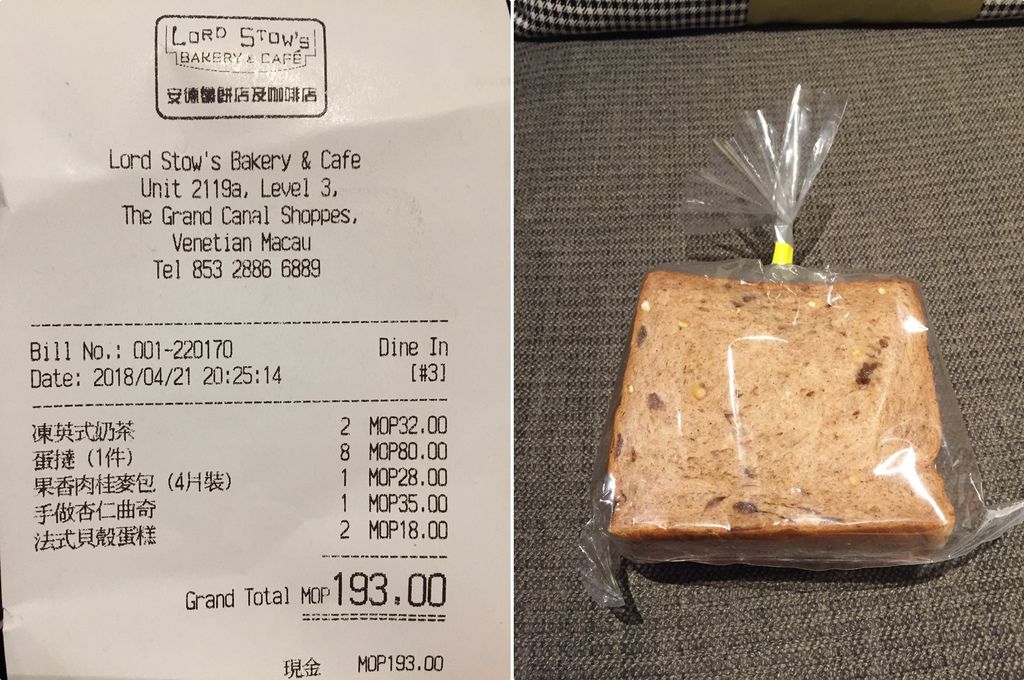 LORD STOW'S
BAKERY & CAFÉ
安德魯餅店及咖啡店
Lord Stow's Bakery & Cafe
Unit 2119a, Level 3,
The Grand Canal Shoppes,
Venetian Macau
Tel 853 2886 6889
Bill No.: 001-220170 Dine In
Date: 2018/04/21 20:25:14 [#3]
凍英式奶茶 2 MOP32.00
蛋撻 (1件) 8 MOP80.00
果香肉桂麥包 (4片裝) 1 MOP28.00
手做杏仁曲奇 1 MOP35.00
法式貝殼蛋糕 2 MOP18.00
Grand Total MOP193.00
現金 MOP193.00